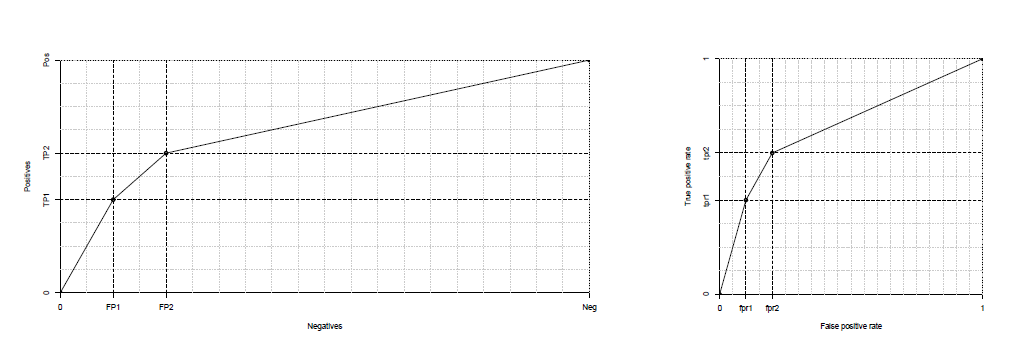 Positives
Pos
TP2
TP1
0
0
FP1
FP2
Neg
Negatives
True positive rate
1
tpr2
tpr1
0
0
fpr1
fpr2
1
False positive rate